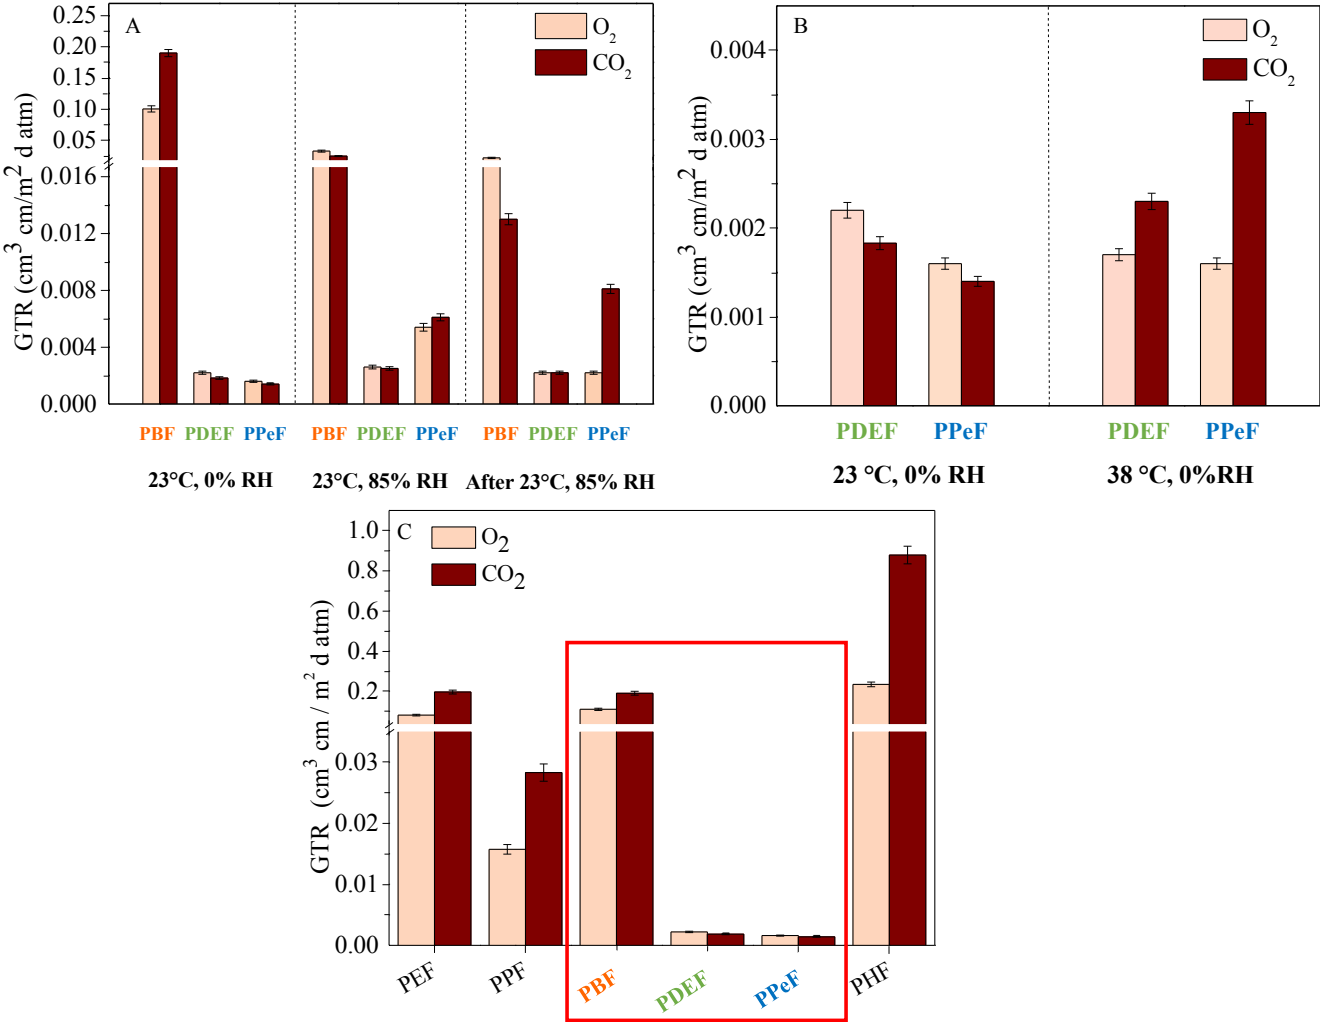 A
O2
CO2
GTR (cm3 cm/m2 d atm)
0.25
0.20
0.15
0.10
0.05
0.016
0.012
0.008
0.004
0.000
PBF PDEF PPeF PBF PDEF PPeF PBF PDEF PPeF
23°C, 0% RH 23°C, 85% RH After 23°C, 85% RH
B
O2
CO2
GTR (cm3 cm/m2 d atm)
0.004
0.003
0.002
0.001
0.000
PDEF PPeF PDEF PPeF
23 °C, 0% RH 38 °C, 0%RH
C
O2
CO2
GTR (cm3 cm / m2 d atm)
1.0
0.8
0.6
0.4
0.2
0.03
0.02
0.01
0.00
PEF PPF PBF PDEF PPeF PHF